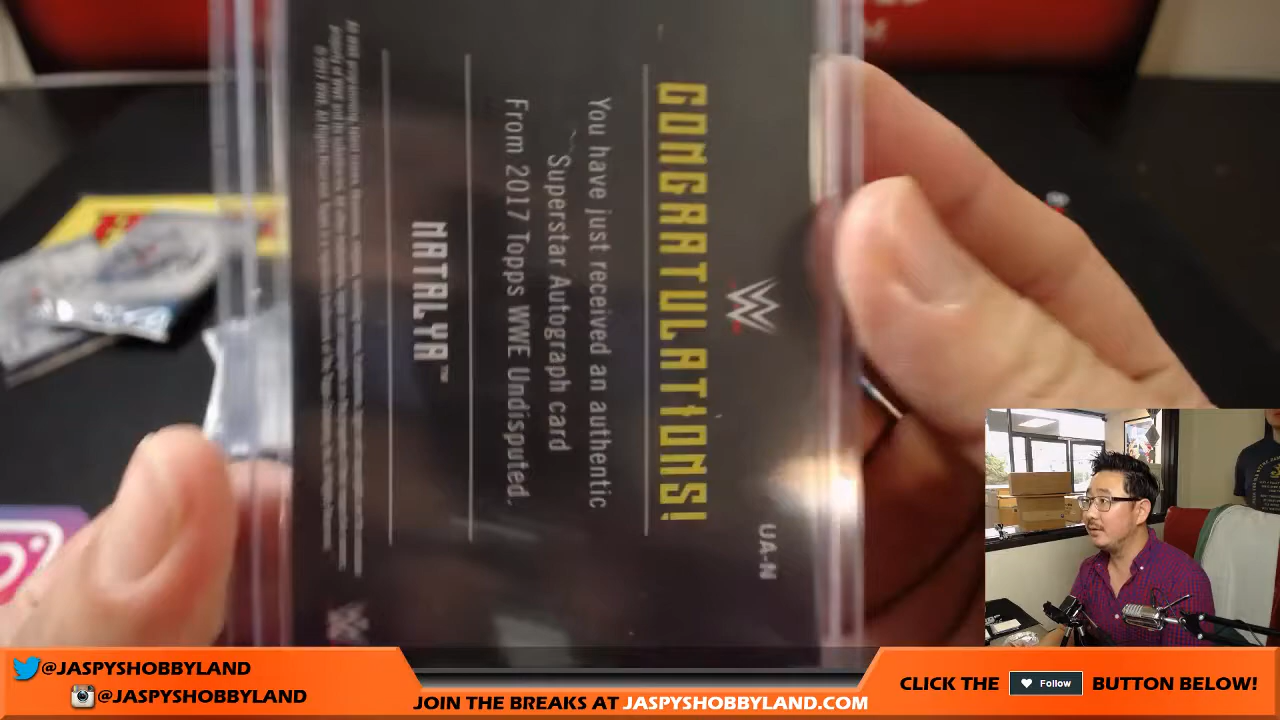 CONGRATULATIONS!
UA-N
You have just received an authentic
Superstar Autograph card
From 2017 Topps WWE Undisputed.
NATALYA™
@JASPYSHOBBYLAND
@JASPYSHOBBYLAND
JOIN THE BREAKS AT JASPYSHOBBYLAND.COM
CLICK THE Follow BUTTON BELOW!